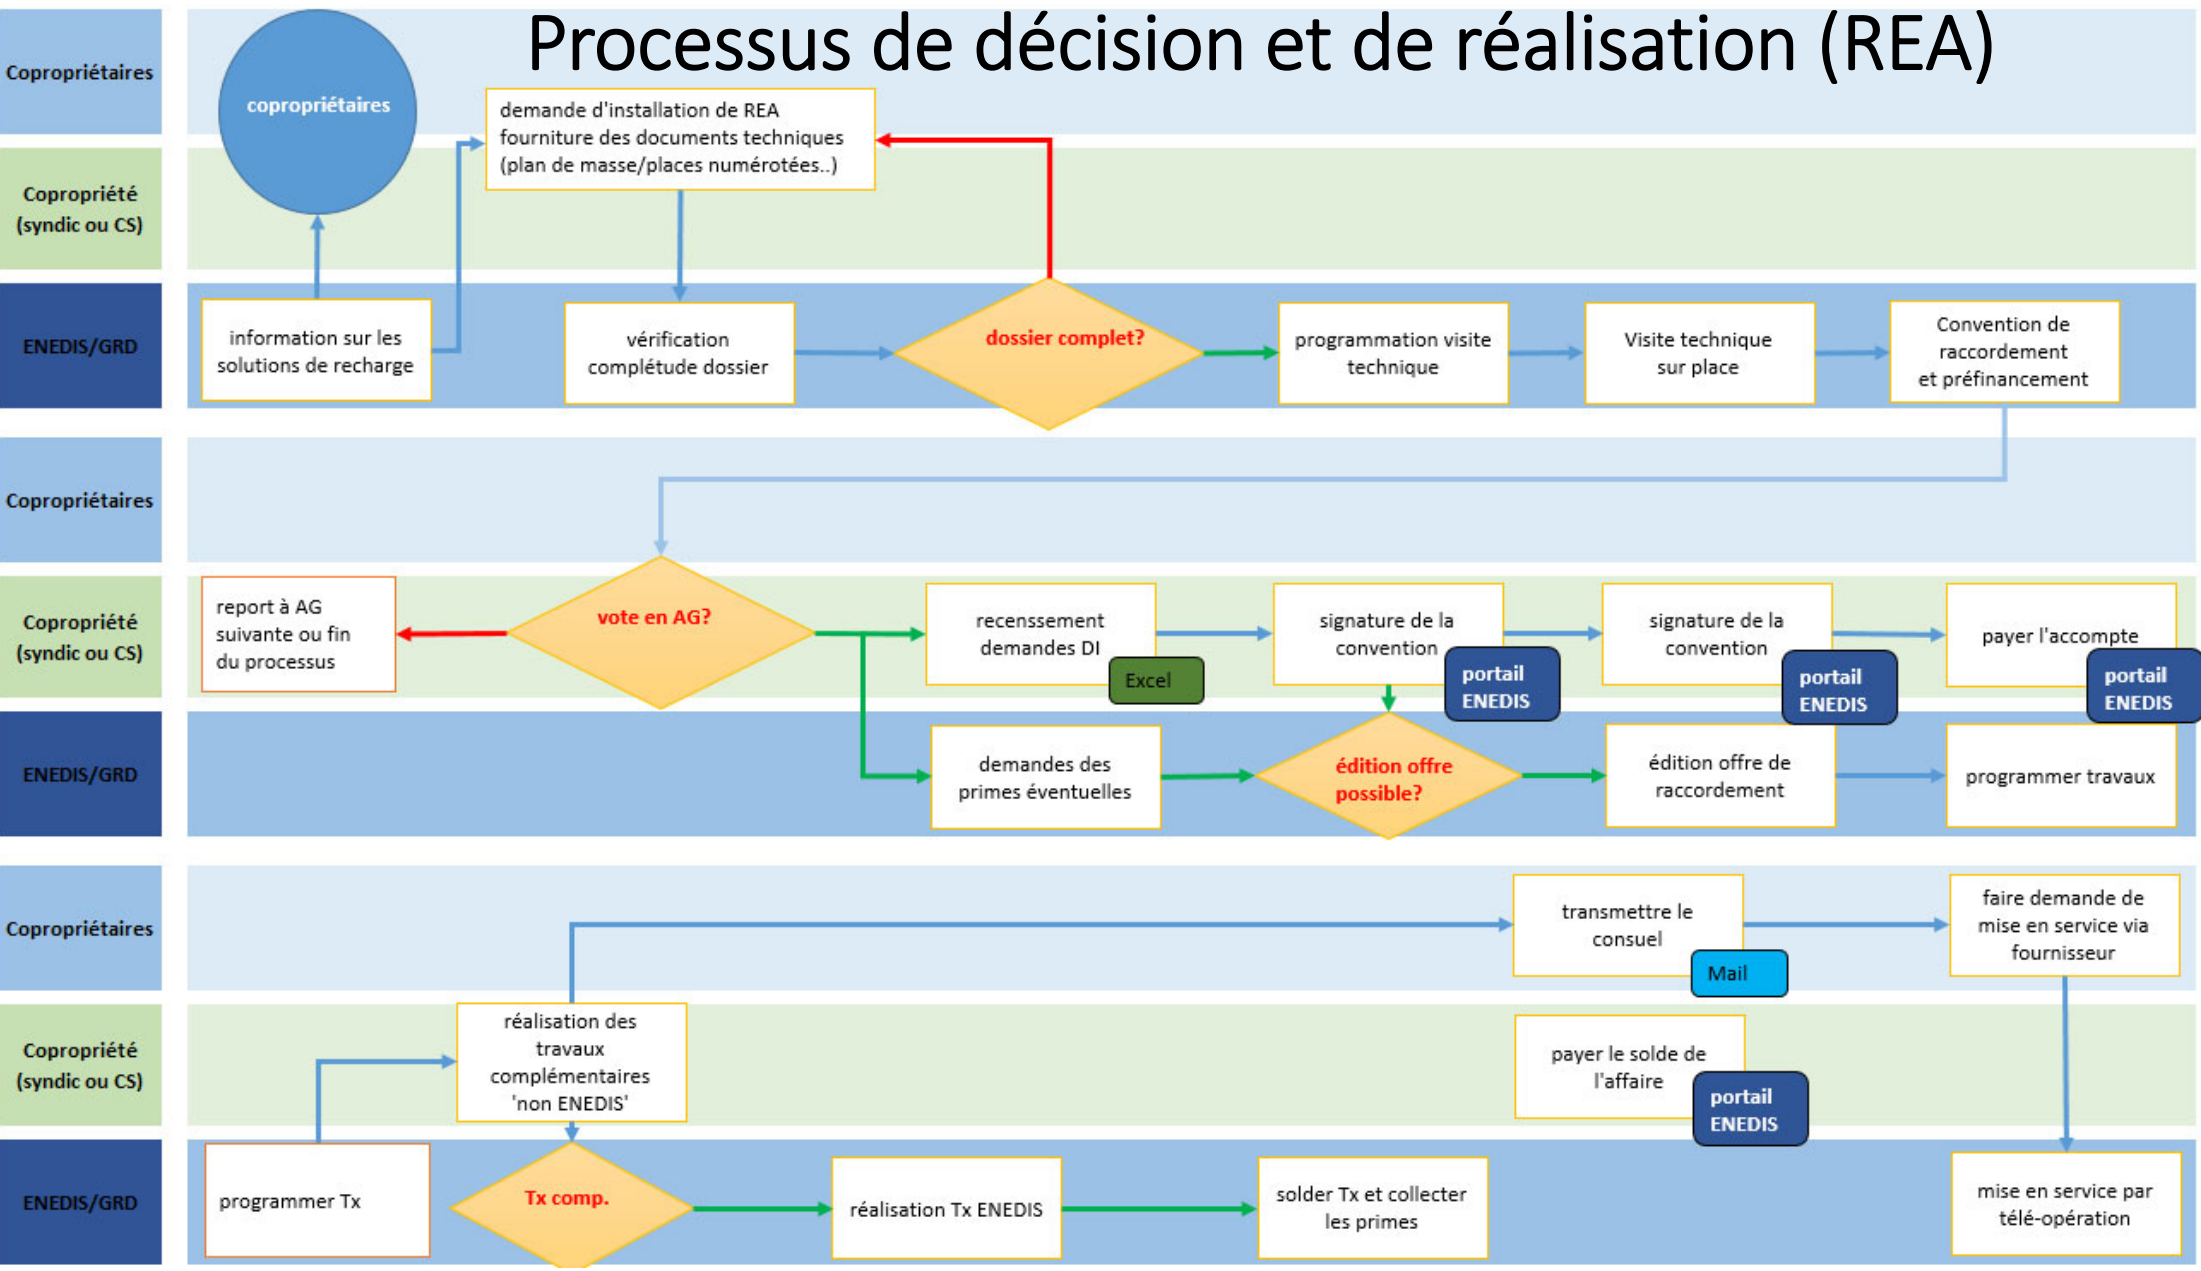 Processus de décision et de réalisation (REA)
Copropriétaires
copropriétaires
demande d'installation de REA
fourniture des documents techniques
(plan de masse/places numérotées..)
Copropriété
(syndic ou CS)
ENEDIS/GRD
information sur les
solutions de recharge
vérification
complétude dossier
dossier complet?
programmation visite
technique
Visite technique
sur place
Convention de
raccordement
et préfinancement
Copropriétaires
Copropriété
(syndic ou CS)
report à AG
suivante ou fin
du processus
vote en AG?
recenssement
demandes DI
Excel
signature de la
convention
portail
ENEDIS
signature de la
convention
portail
ENEDIS
payer l'accompte
portail
ENEDIS
ENEDIS/GRD
demandes des
primes éventuelles
édition offre
possible?
édition offre de
raccordement
programmer travaux
Copropriétaires
transmettre le
consuel
Mail
faire demande de
mise en service via
fournisseur
Copropriété
(syndic ou CS)
réalisation des
travaux
complémentaires
'non ENEDIS'
payer le solde de
l'affaire
portail
ENEDIS
ENEDIS/GRD
programmer Tx
Tx comp.
réalisation Tx ENEDIS
solder Tx et collecter
les primes
mise en service par
télé-opération